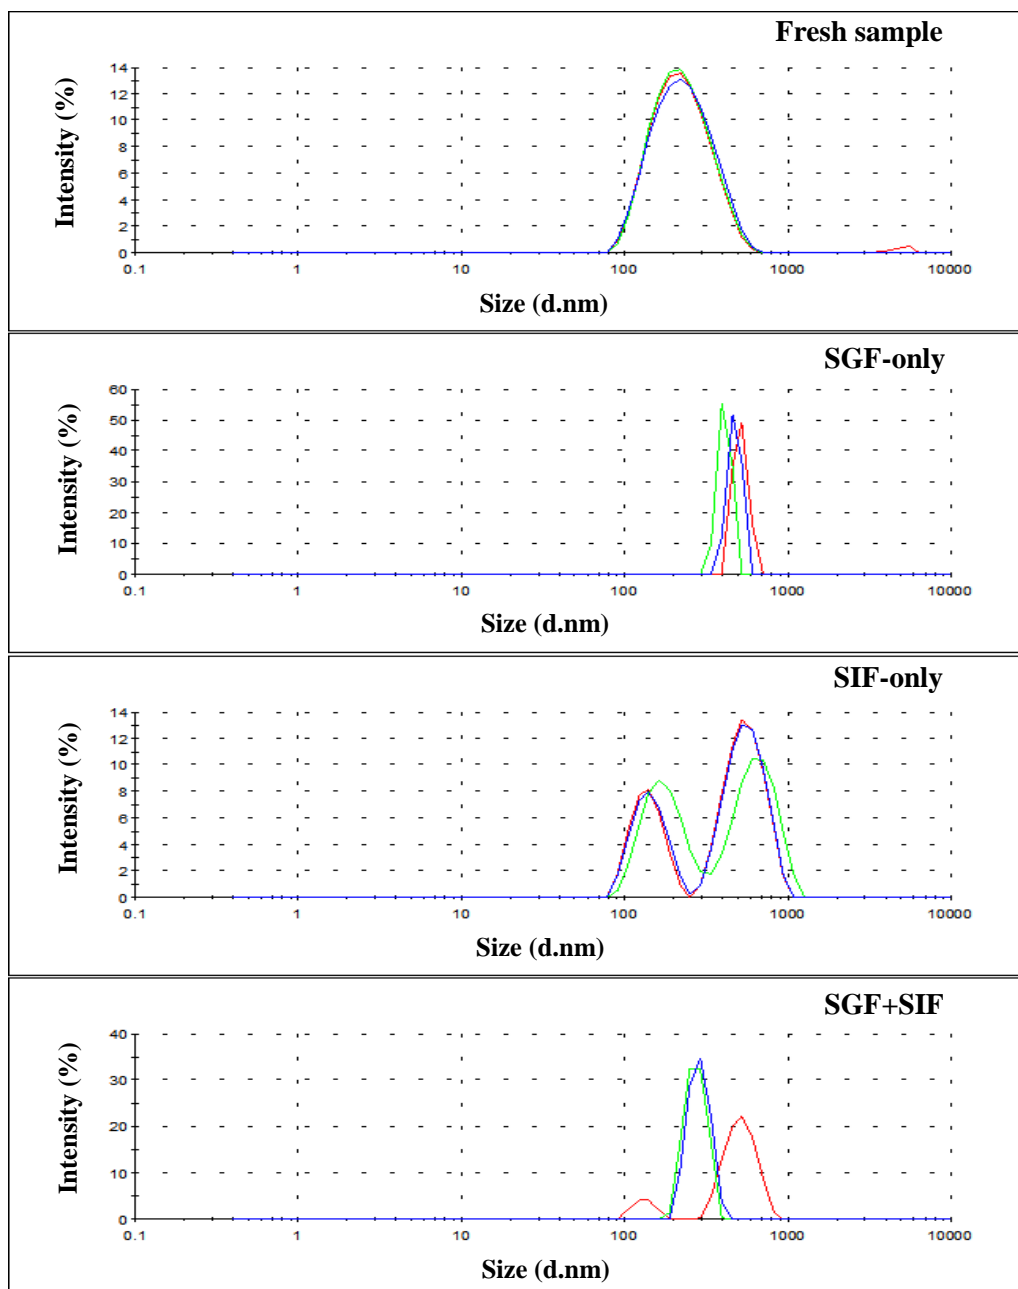 Fresh sample
Intensity (%)
14
12
10
8
6
4
2
0
0.1 1 10 100 1000 10000
Size (d.nm)
SGF-only
Intensity (%)
60
50
40
30
20
10
0
0.1 1 10 100 1000 10000
Size (d.nm)
SIF-only
Intensity (%)
14
12
10
8
6
4
2
0
0.1 1 10 100 1000 10000
Size (d.nm)
SGF+SIF
Intensity (%)
40
30
20
10
0
0.1 1 10 100 1000 10000
Size (d.nm)